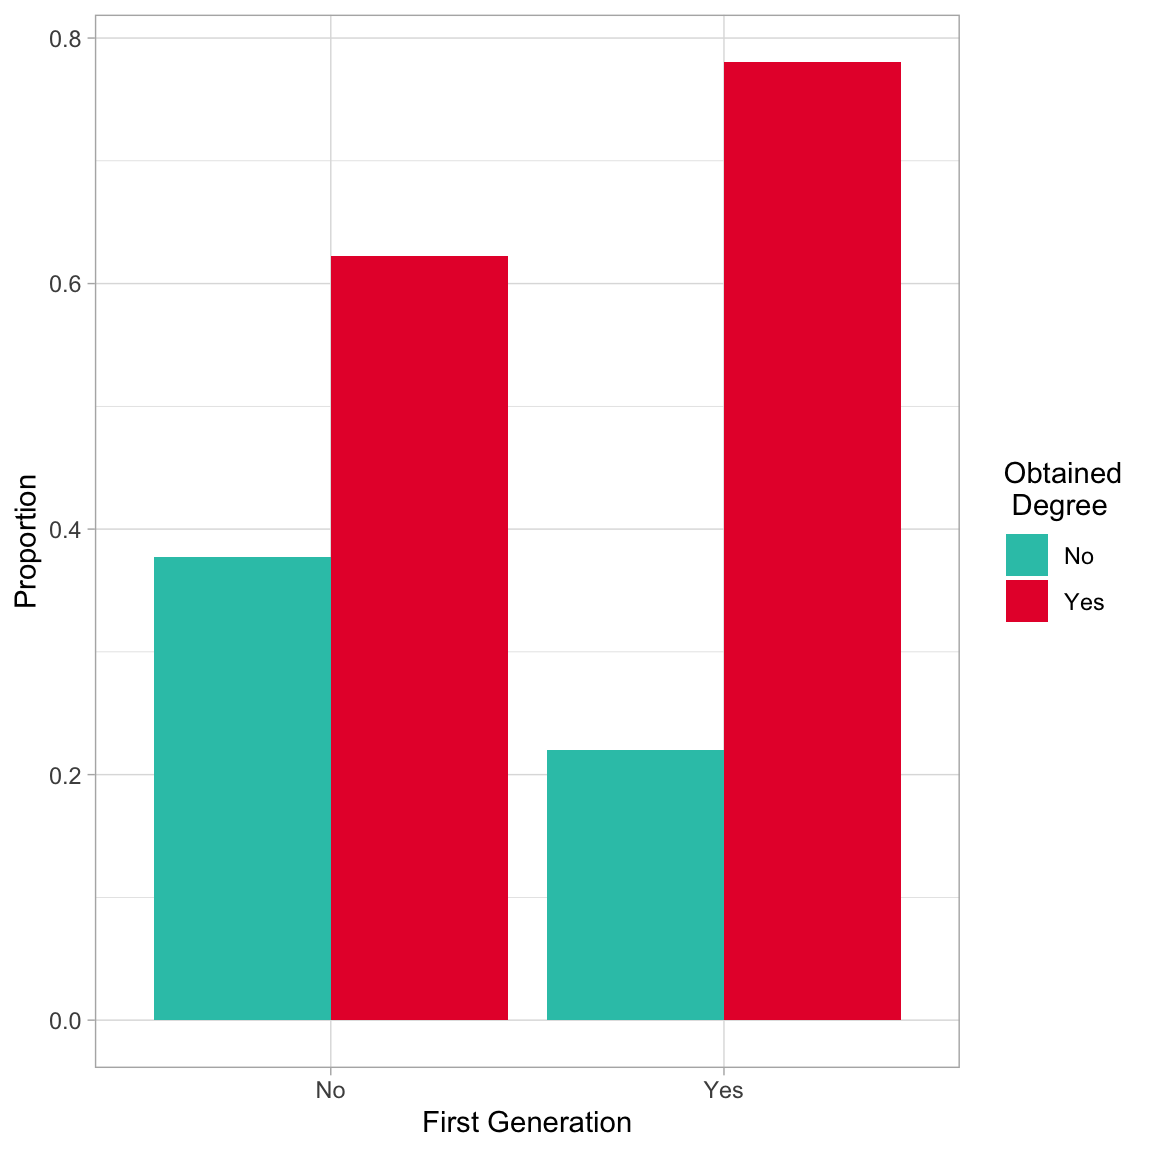 0.8
0.6
0.4
0.2
0.0
Proportion
No
Yes
First Generation
Obtained
Degree
No
Yes